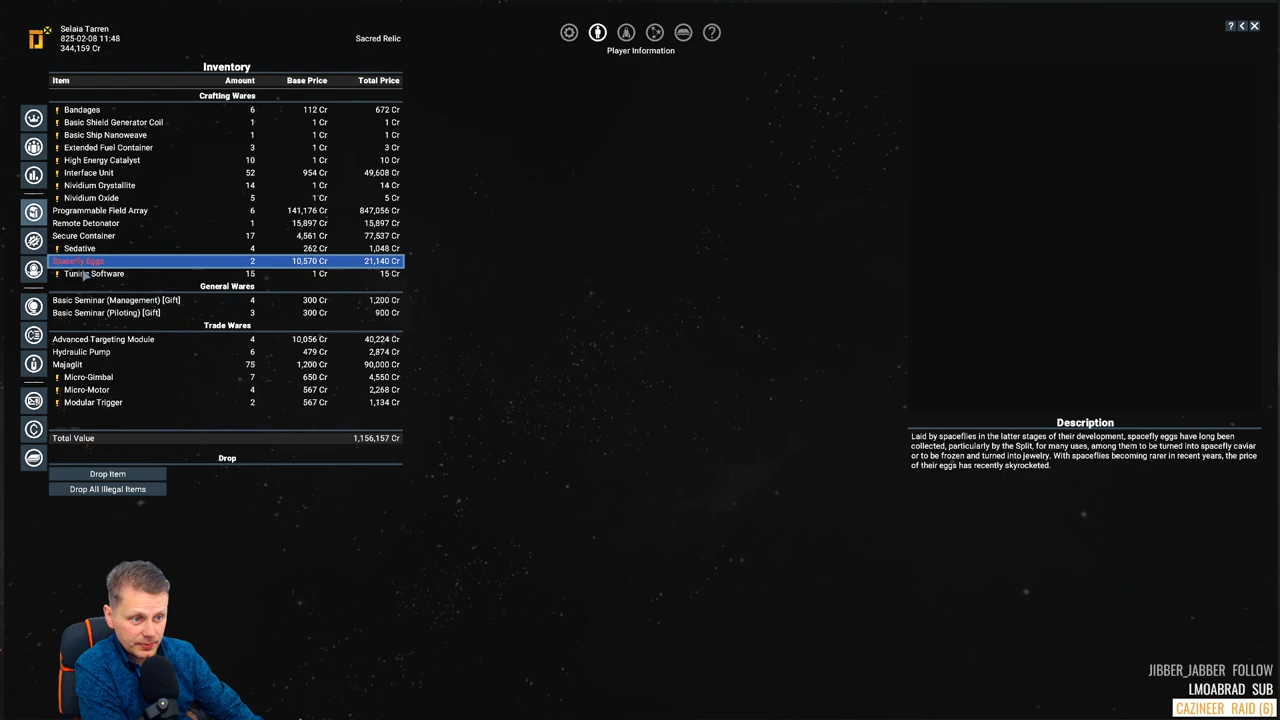 Selaia Tarren
825-02-08 11:48
344,159 Cr
Sacred Relic
Player Information
?
Inventory
Item Amount Base Price Total Price
Crafting Wares
! Bandages 6 112 Cr 672 Cr
! Basic Shield Generator Coil 1 1 Cr 1 Cr
! Basic Ship Nanoweave 1 1 Cr 1 Cr
! Extended Fuel Container 3 1 Cr 3 Cr
! High Energy Catalyst 10 1 Cr 10 Cr
! Interface Unit 52 954 Cr 49,608 Cr
! Nividium Crystallite 14 1 Cr 14 Cr
! Nividium Oxide 5 1 Cr 5 Cr
Programmable Field Array 6 141,176 Cr 847,056 Cr
Remote Detonator 1 15,897 Cr 15,897 Cr
Secure Container 17 4,561 Cr 77,537 Cr
! Sedative 4 262 Cr 1,048 Cr
Spacefly Eggs 2 10,570 Cr 21,140 Cr
! Tuning Software 15 1 Cr 15 Cr
General Wares
Basic Seminar (Management) [Gift] 4 300 Cr 1,200 Cr
Basic Seminar (Piloting) [Gift] 3 300 Cr 900 Cr
Trade Wares
Advanced Targeting Module 4 10,056 Cr 40,224 Cr
Hydraulic Pump 6 479 Cr 2,874 Cr
Majaglit 75 1,200 Cr 90,000 Cr
! Micro-Gimbal 7 650 Cr 4,550 Cr
! Micro-Motor 4 567 Cr 2,268 Cr
! Modular Trigger 2 567 Cr 1,134 Cr
Total Value 1,156,157 Cr
Drop
Drop Item
Drop All Illegal Items
Description
Laid by spaceflies in the latter stages of their development, spacefly eggs have long been
collected, particularly by the Split, for many uses, among them to be turned into spacefly caviar
or to be frozen and turned into jewelry. With spaceflies becoming rarer in recent years, the price
of their eggs has recently skyrocketed.
JIBBER_JABBER FOLLOW
LMOABRAD SUB
CAZINEER RAID (6)